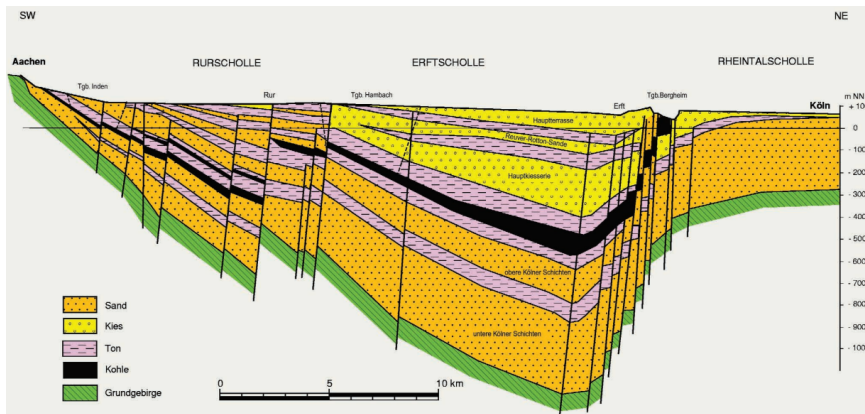 SW
NE
Aachen
RURSCHOLLE
ERFTSCHOLLE
RHEINTALSCHOLLE
Tgb. Inden
Rur
Tgb. Hambach
Erft
Tgb.Bergheim
Köln
m NN
+ 10
0
- 100
- 200
- 300
- 400
- 500
- 600
- 700
- 800
- 900
- 100
Hauptterrasse
Reuver-Rotton-Sande
Hauptkiesserie
obere Kölner Schichten
untere Kölner Schichten
Sand
Kies
Ton
Kohle
Grundgebirge
0 5 10 km